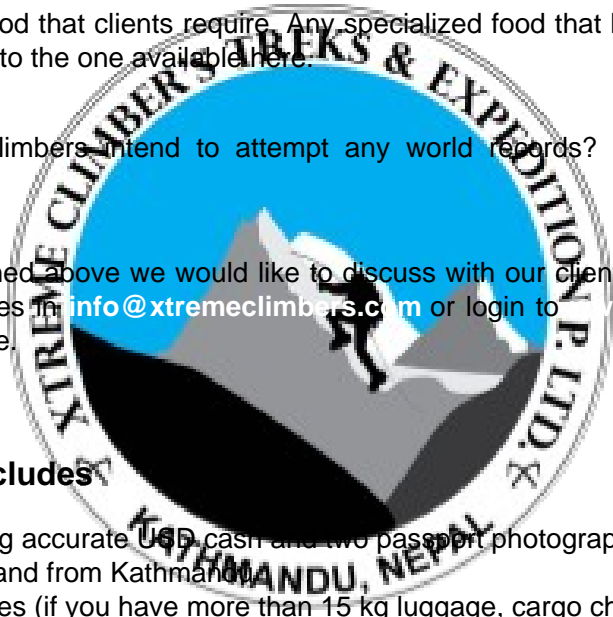 od that clients require. Any specialized food that
to the one available here.
limbers intend to attempt any world records?
ned above we would like to discuss with our clien
es in info@xtremeclimbers.com or login to
e.
cludes
g accurate USD cash and two passport photograp
and from Kathmandu.
es (if you have more than 15 kg luggage, cargo ch
XTREME CLIMBER'S TREKS & EXPEDITION P. LTD.
KATHMANDU, NEPAL